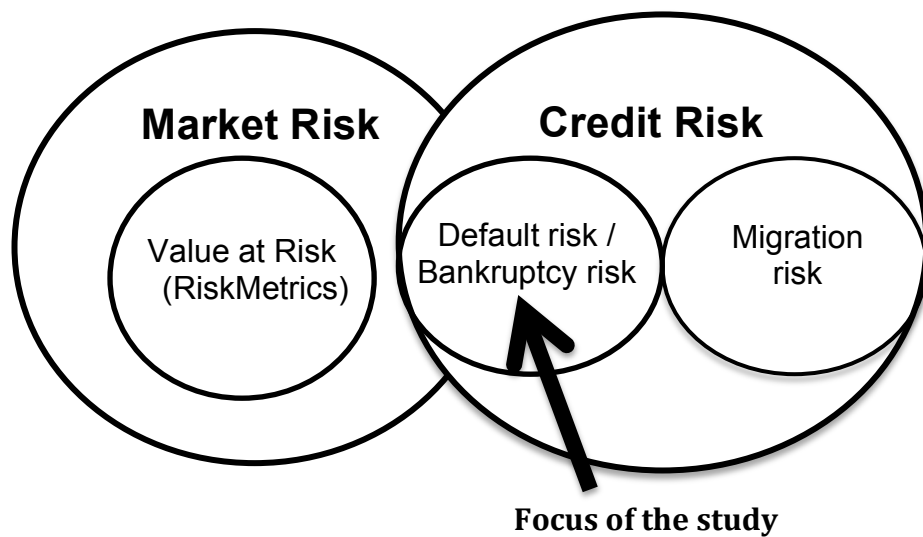 Market Risk
Credit Risk
Value at Risk
(RiskMetrics)
Default risk /
Bankruptcy risk
Migration
risk
Focus of the study